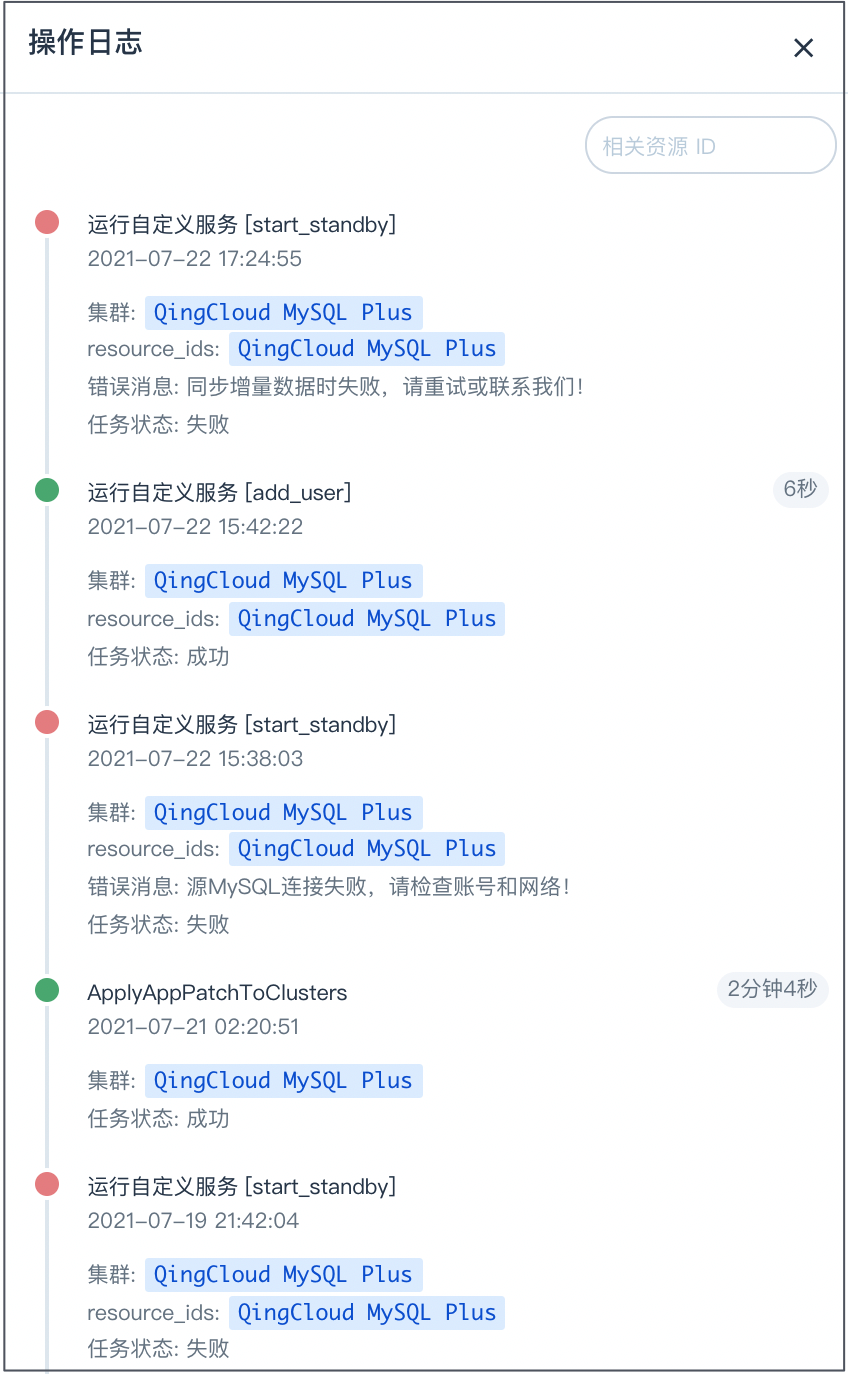 操作日志
相关资源 ID
运行自定义服务 [start_standby]
2021-07-22 17:24:55
集群: QingCloud MySQL Plus
resource_ids: QingCloud MySQL Plus
错误消息: 同步增量数据时失败，请重试或联系我们！
任务状态: 失败
运行自定义服务 [add_user] 6秒
2021-07-22 15:42:22
集群: QingCloud MySQL Plus
resource_ids: QingCloud MySQL Plus
任务状态: 成功
运行自定义服务 [start_standby]
2021-07-22 15:38:03
集群: QingCloud MySQL Plus
resource_ids: QingCloud MySQL Plus
错误消息: 源MySQL连接失败，请检查账号和网络！
任务状态: 失败
ApplyAppPatchToClusters 2分钟4秒
2021-07-21 02:20:51
集群: QingCloud MySQL Plus
任务状态: 成功
运行自定义服务 [start_standby]
2021-07-19 21:42:04
集群: QingCloud MySQL Plus
resource_ids: QingCloud MySQL Plus
任务状态: 失败